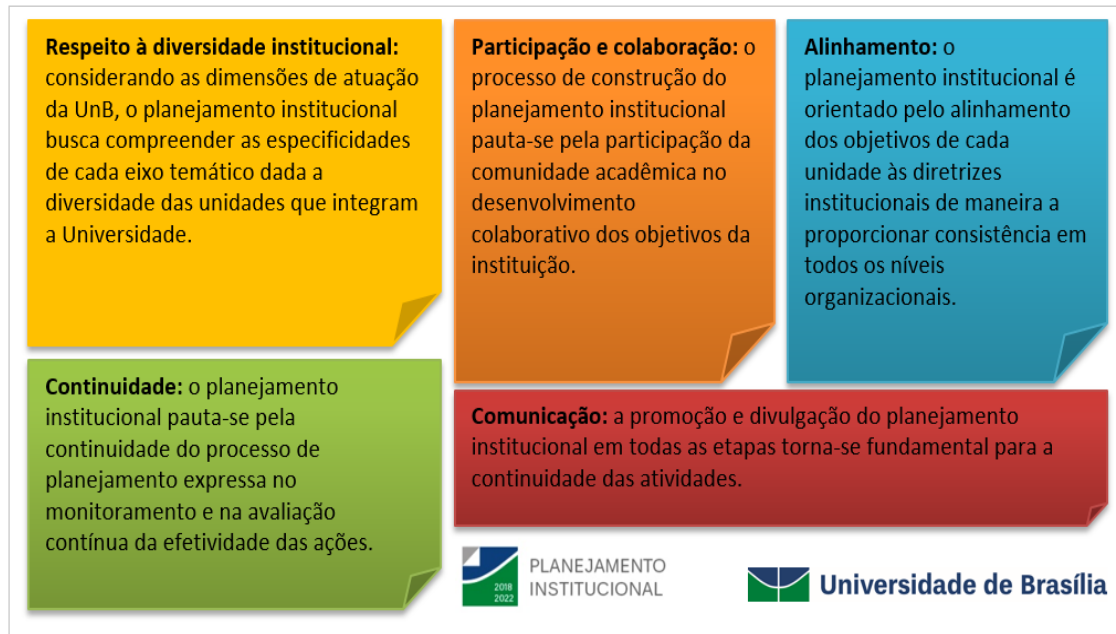 Respeito à diversidade institucional:
considerando as dimensões de atuação
da UnB, o planejamento institucional
busca compreender as especificidades
de cada eixo temático dada a
diversidade das unidades que integram
a Universidade.
Participação e colaboração: o
processo de construção do
planejamento institucional
pauta-se pela participação da
comunidade acadêmica no
desenvolvimento
colaborativo dos objetivos da
instituição.
Alinhamento: o
planejamento institucional é
orientado pelo alinhamento
dos objetivos de cada
unidade às diretrizes
institucionais de maneira a
proporcionar consistência em
todos os níveis
organizacionais.
Continuidade: o planejamento
institucional pauta-se pela
continuidade do processo de
planejamento expressa no
monitoramento e na avaliação
contínua da efetividade das ações.
Comunicação: a promoção e divulgação do planejamento
institucional em todas as etapas torna-se fundamental para a
continuidade das atividades.
2018
2022
PLANEJAMENTO
INSTITUCIONAL
Universidade de Brasília